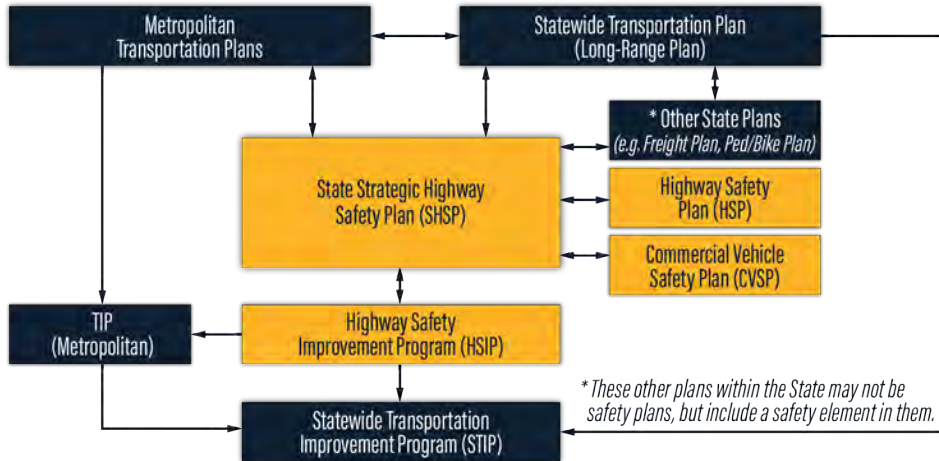 Metropolitan
Transportation Plans
Statewide Transportation Plan
(Long-Range Plan)
* Other State Plans
(e.g. Freight Plan, Ped/Bike Plan)
State Strategic Highway
Safety Plan (SHSP)
Highway Safety
Plan (HSP)
Commercial Vehicle
Safety Plan (CVSP)
TIP
(Metropolitan)
Highway Safety
Improvement Program (HSIP)
* These other plans within the State may not be
safety plans, but include a safety element in them.
Statewide Transportation
Improvement Program (STIP)